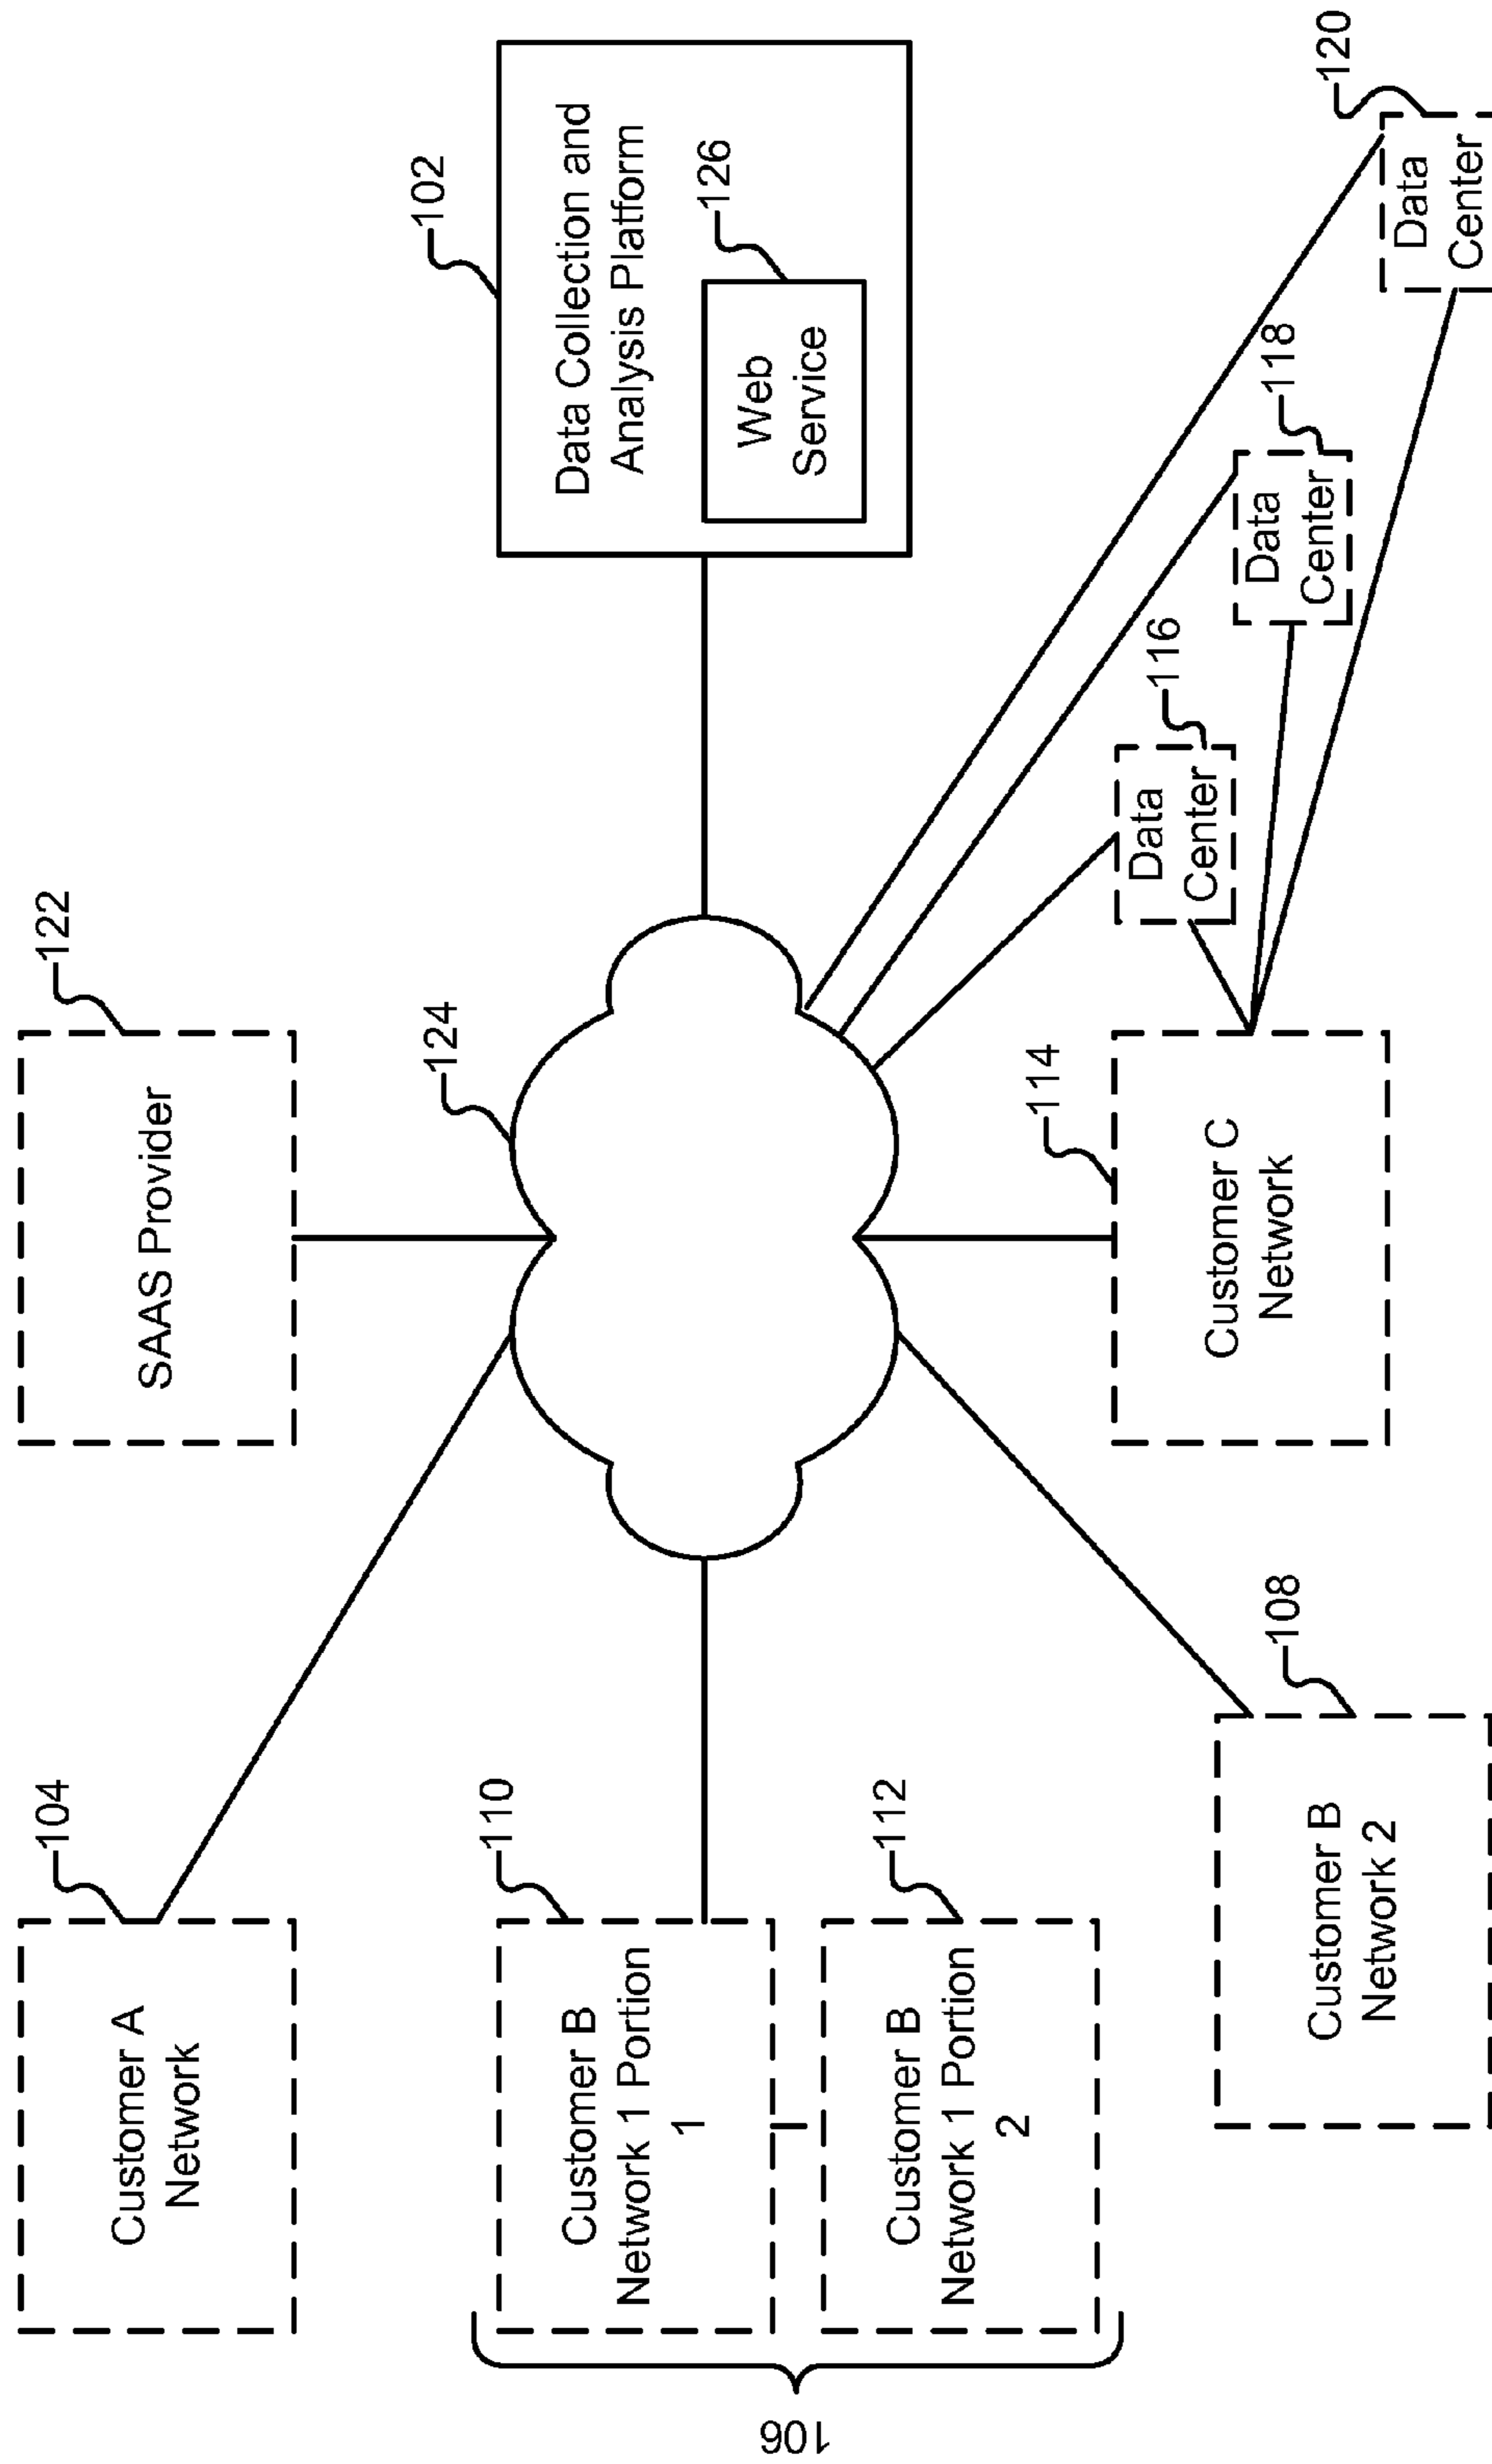 104
Customer A
Network
122
SAAS Provider
106
110
Customer B
Network 1 Portion
1
112
Customer B
Network 1 Portion
2
124
102
Data Collection and
Analysis Platform
126
Web
Service
108
Customer B
Network 2
114
Customer C
Network
116
Data
Center
118
Data
Center
120
Data
Center